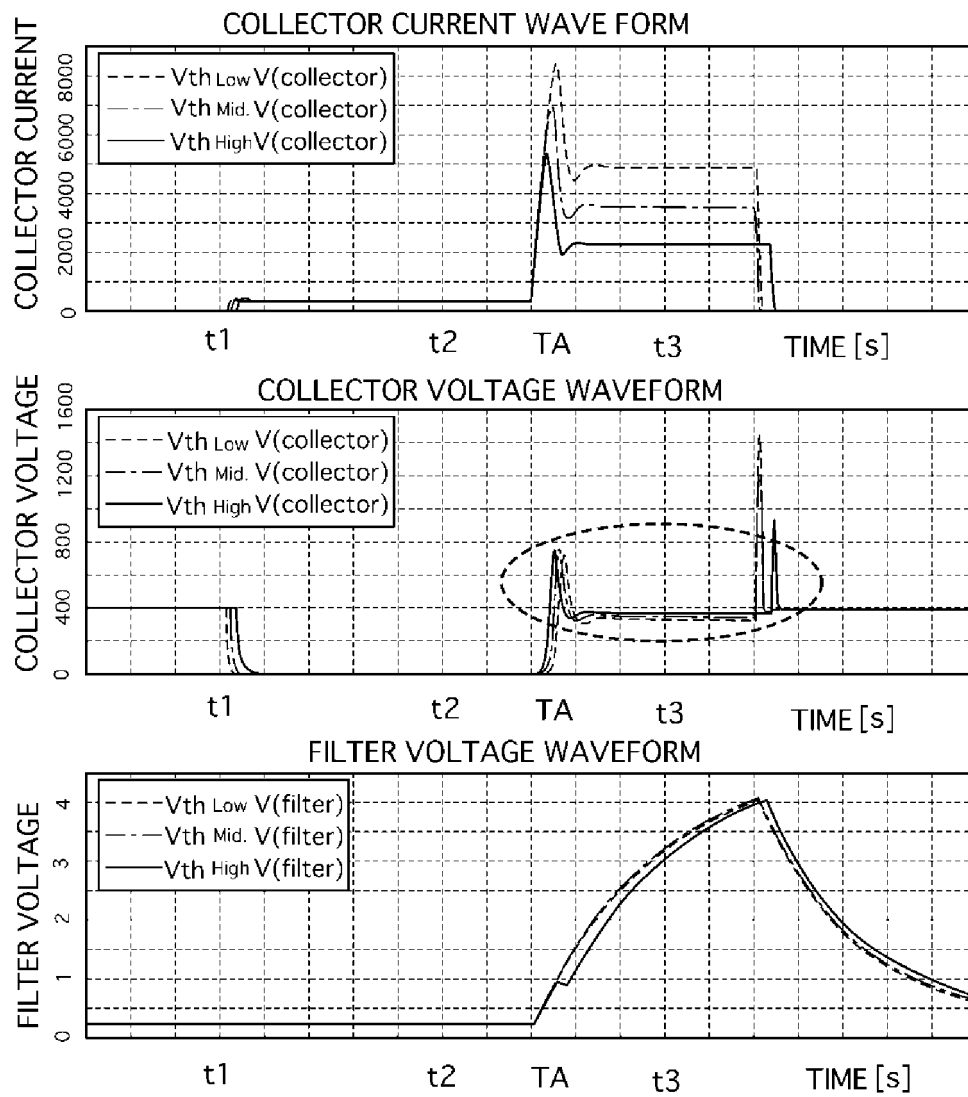 COLLECTOR CURRENT WAVE FORM
COLLECTOR CURRENT
8000
6000
4000
2000
0
Vth Low V(collector)
Vth Mid. V(collector)
Vth High V(collector)
t1 t2 TA t3 TIME [s]
COLLECTOR VOLTAGE WAVEFORM
COLLECTOR VOLTAGE
1600
1200
800
400
0
Vth Low V(collector)
Vth Mid. V(collector)
Vth High V(collector)
t1 t2 TA t3 TIME [s]
FILTER VOLTAGE WAVEFORM
FILTER VOLTAGE
4
3
2
1
0
Vth Low V(filter)
Vth Mid. V(filter)
Vth High V(filter)
t1 t2 TA t3 TIME [s]